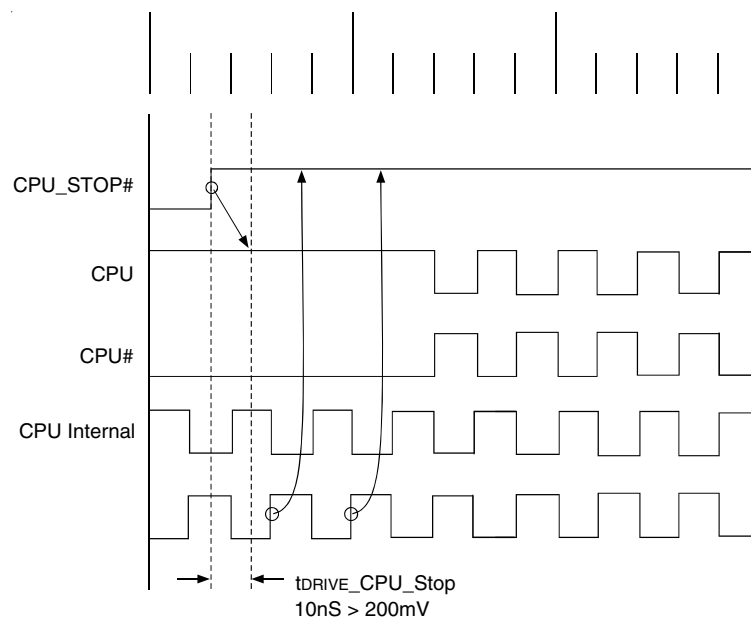 CPU_STOP#
CPU
CPU#
CPU Internal
tDRIVE_CPU_Stop
10nS > 200mV